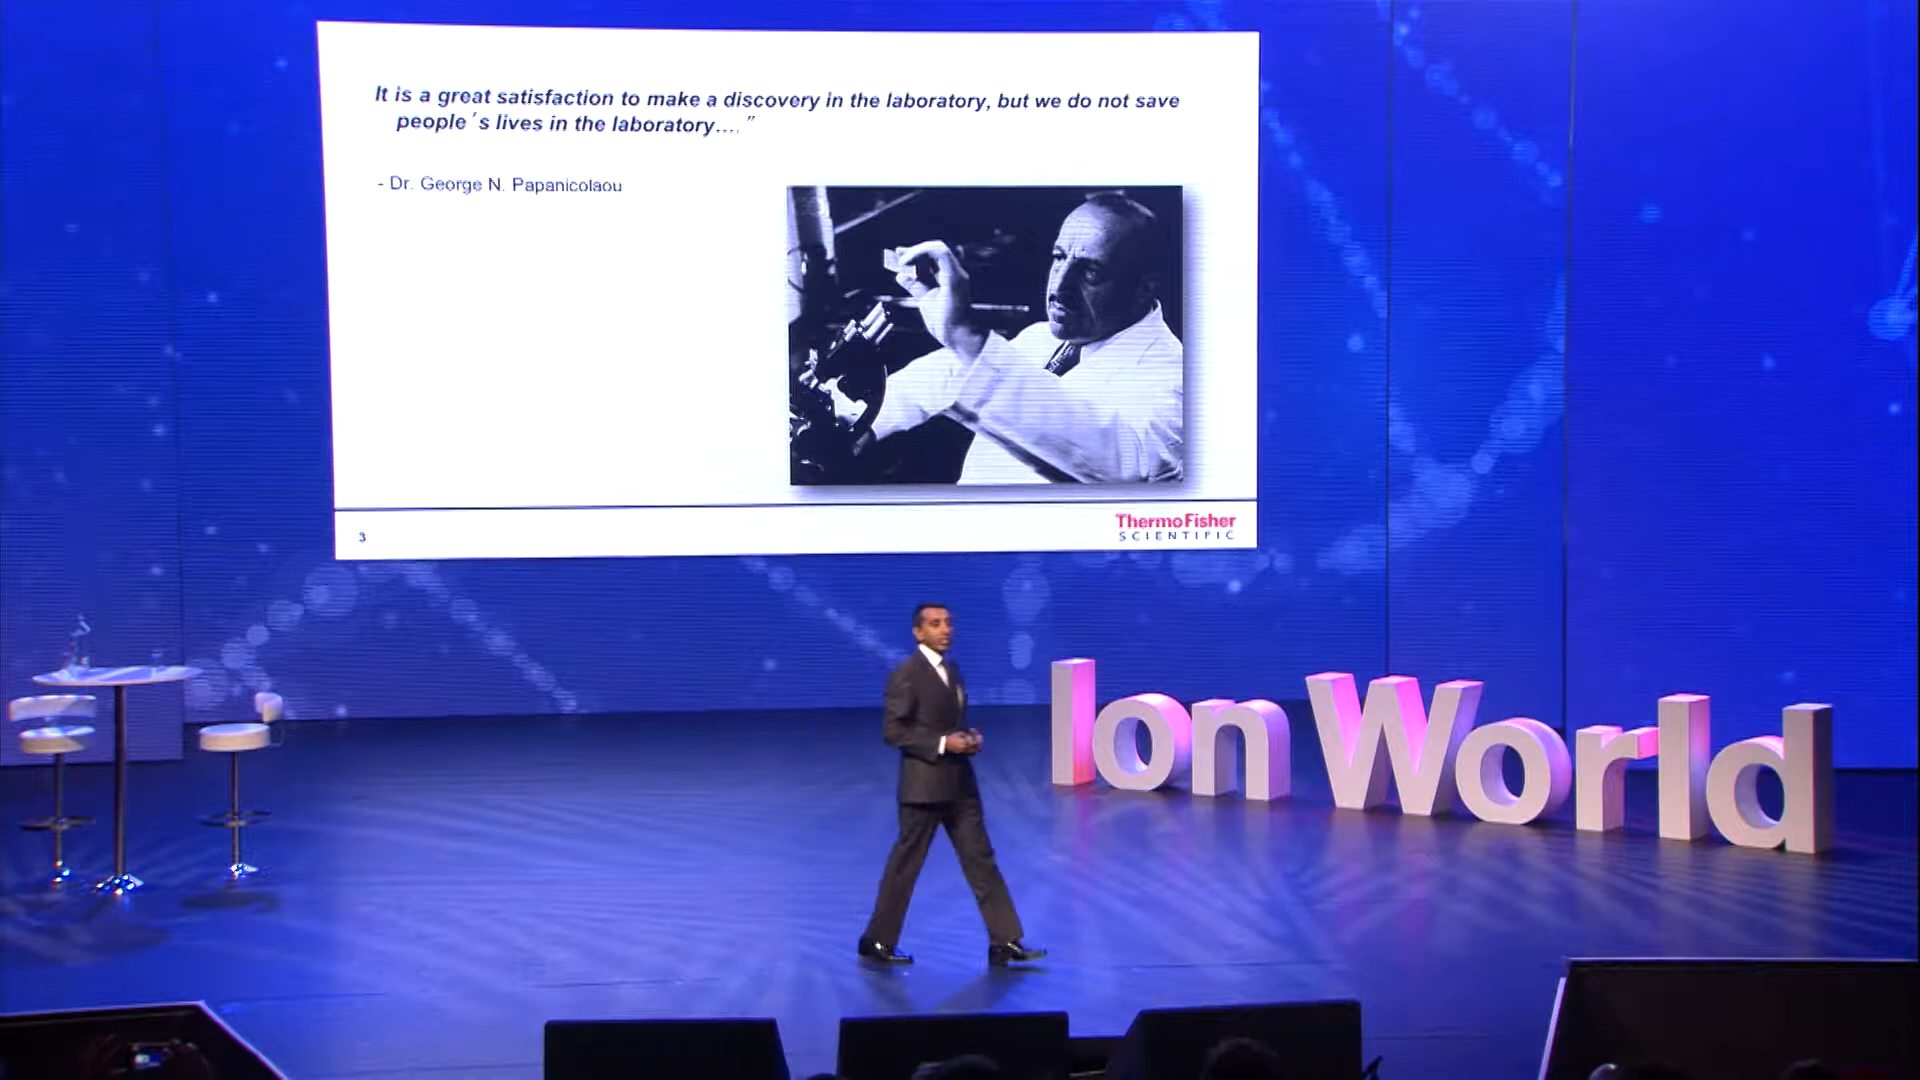 It is a great satisfaction to make a discovery in the laboratory, but we do not save
people´s lives in the laboratory.... ”
- Dr. George N. Papanicolaou
3
ThermoFisher
SCIENTIFIC
Ion World